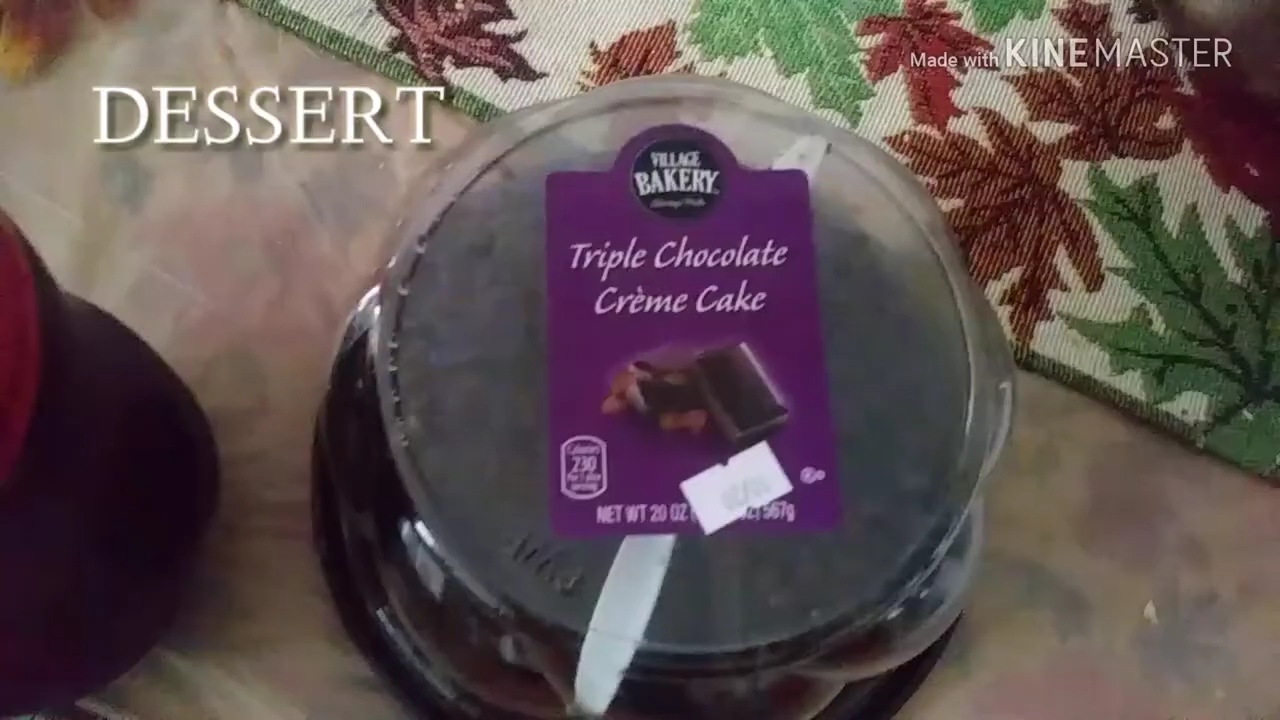 Made with KINEMASTER
DESSERT
VILLAGE
BAKERY
Triple Chocolate
Crème Cake
Calories
230
NET WT 20 OZ 567g